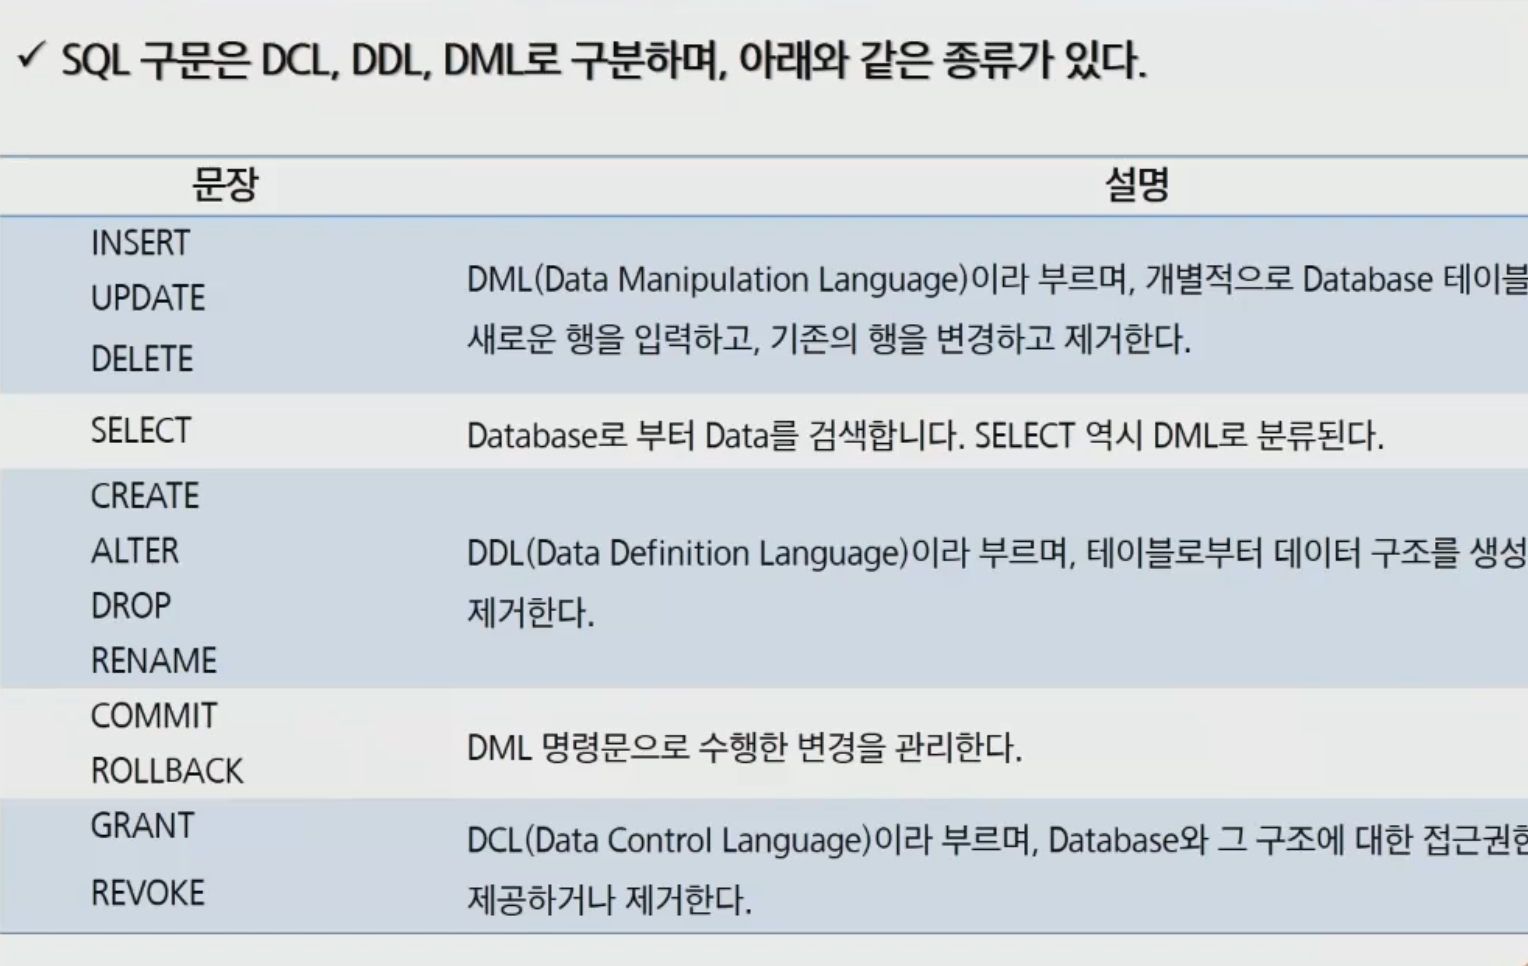 ✓ SQL 구문은 DCL, DDL, DML로 구분하며, 아래와 같은 종류가 있다.
문장 설명
INSERT
UPDATE
DELETE
DML(Data Manipulation Language)이라 부르며, 개별적으로 Database 테이블
새로운 행을 입력하고, 기존의 행을 변경하고 제거한다.
SELECT
Database로 부터 Data를 검색합니다. SELECT 역시 DML로 분류된다.
CREATE
ALTER
DROP
RENAME
DDL(Data Definition Language)이라 부르며, 테이블로부터 데이터 구조를 생성
제거한다.
COMMIT
ROLLBACK
DML 명령문으로 수행한 변경을 관리한다.
GRANT
REVOKE
DCL(Data Control Language)이라 부르며, Database와 그 구조에 대한 접근권한
제공하거나 제거한다.